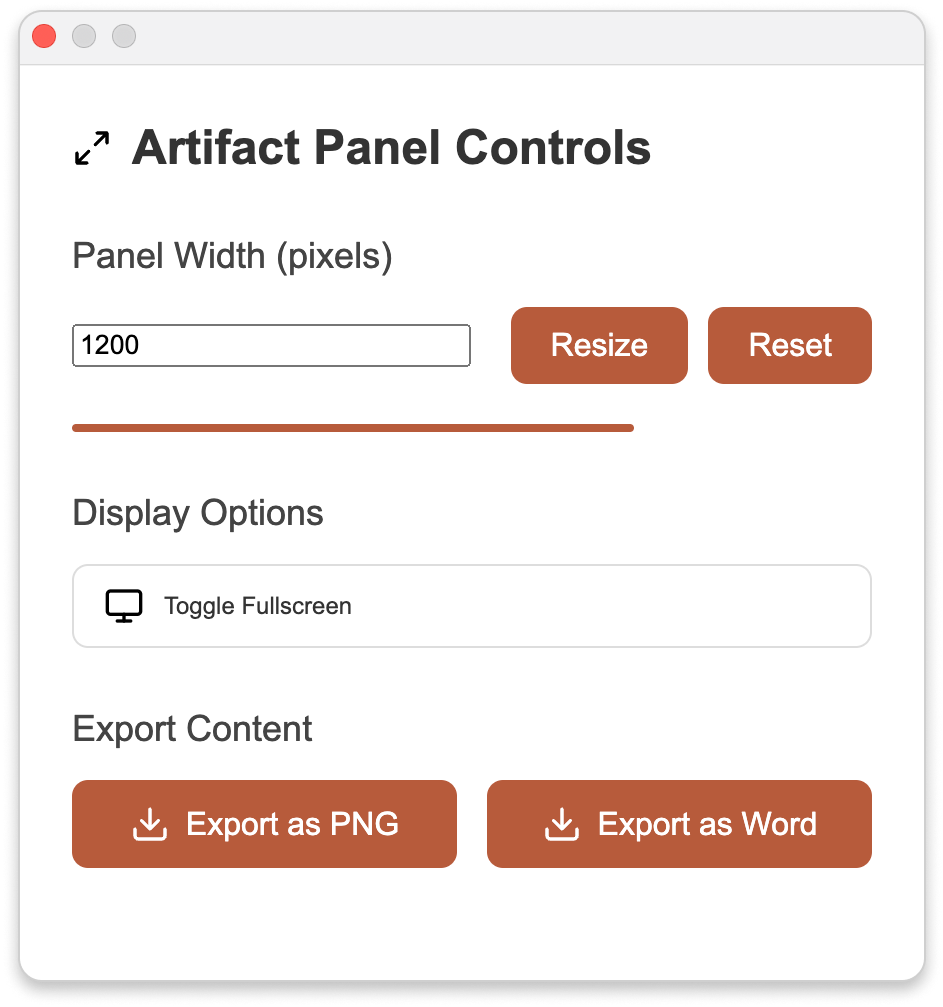 Artifact Panel Controls
Panel Width (pixels)
1200
Resize
Reset
Display Options
Toggle Fullscreen
Export Content
Export as PNG
Export as Word